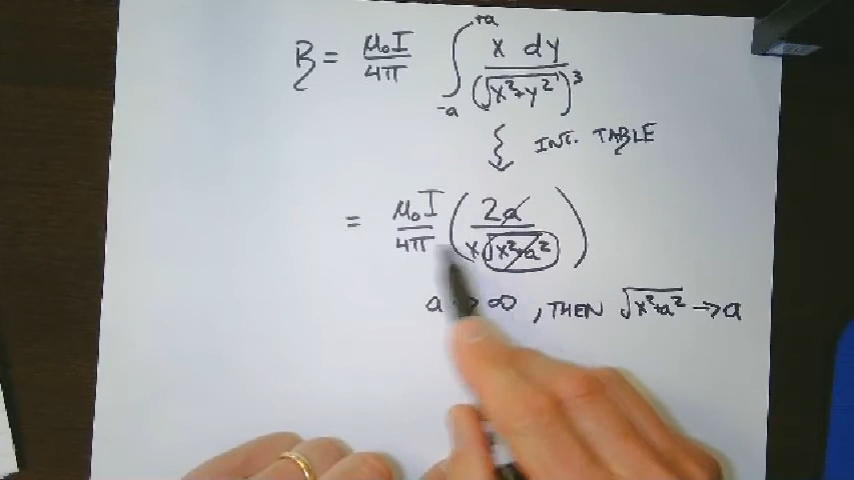 B = μ₀I/4π ∫₋ₐ⁺ᵃ x dy/(√x²+y²)³
INT. TABLE
= μ₀I/4π (2a/x√x²+a²)
a → ∞, THEN √x²+a² → a